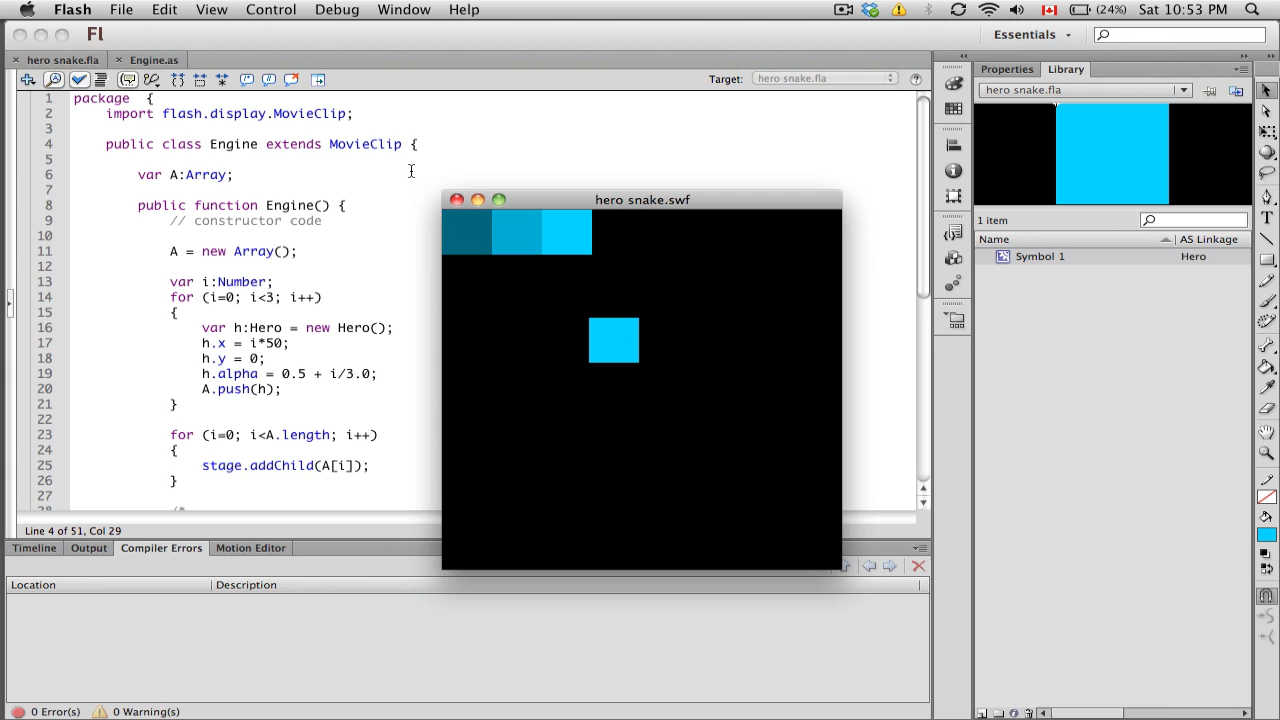 Flash File Edit View Control Debug Window Help (24%) Sat 10:53 PM
Fl Essentials
hero snake.fla Engine.as
Target: hero snake.fla
1 package {
2 import flash.display.MovieClip;
3
4 public class Engine extends MovieClip {
5
6 var A:Array;
7
8 public function Engine() {
9 // constructor code
10
11 A = new Array();
12
13 var i:Number;
14 for (i=0; i<3; i++)
15 {
16 var h:Hero = new Hero();
17 h.x = i*50;
18 h.y = 0;
19 h.alpha = 0.5 + i/3.0;
20 A.push(h);
21 }
22
23 for (i=0; i<A.length; i++)
24 {
25 stage.addChild(A[i]);
26 }
27
28 /*
hero snake.swf
Line 4 of 51, Col 29
Timeline Output Compiler Errors Motion Editor
Location Description
0 Error(s) 0 Warning(s)
Properties Library
hero snake.fla
1 item
Name AS Linkage
Symbol 1 Hero